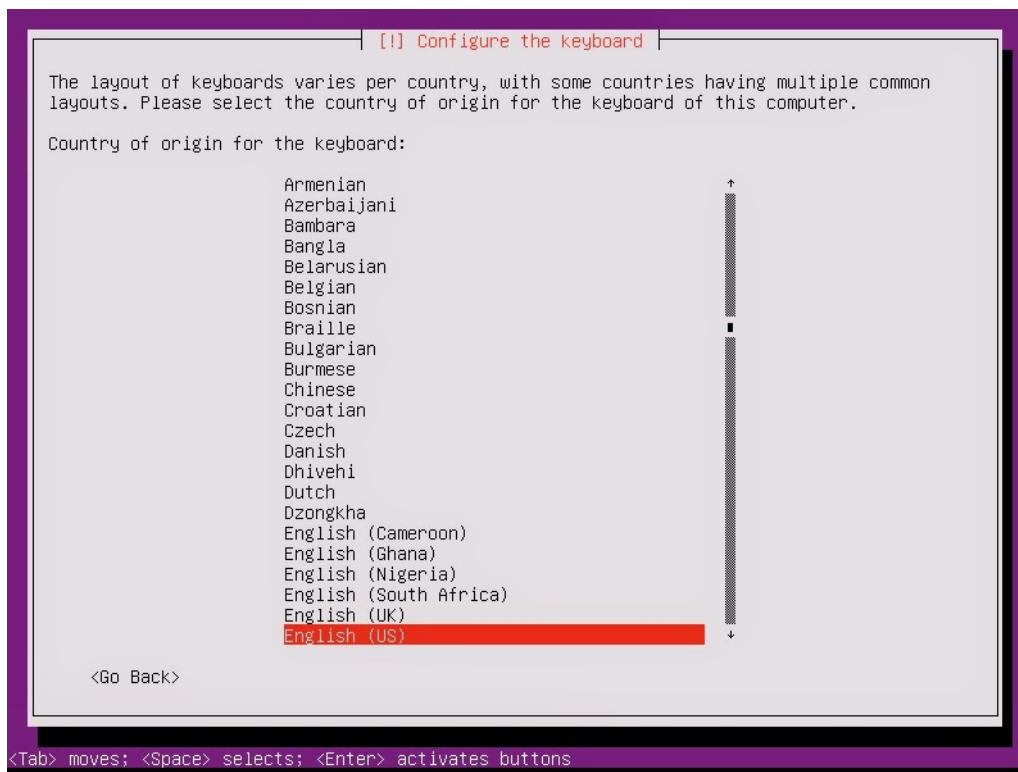 [!] Configure the keyboard
The layout of keyboards varies per country, with some countries having multiple common
layouts. Please select the country of origin for the keyboard of this computer.
Country of origin for the keyboard:
Armenian
Azerbaijani
Bambara
Bangla
Belarusian
Belgian
Bosnian
Braille
Bulgarian
Burmese
Chinese
Croatian
Czech
Danish
Dhivehi
Dutch
Dzongkha
English (Cameroon)
English (Ghana)
English (Nigeria)
English (South Africa)
English (UK)
English (US)
<Go Back>
<Tab> moves; <Space> selects; <Enter> activates buttons